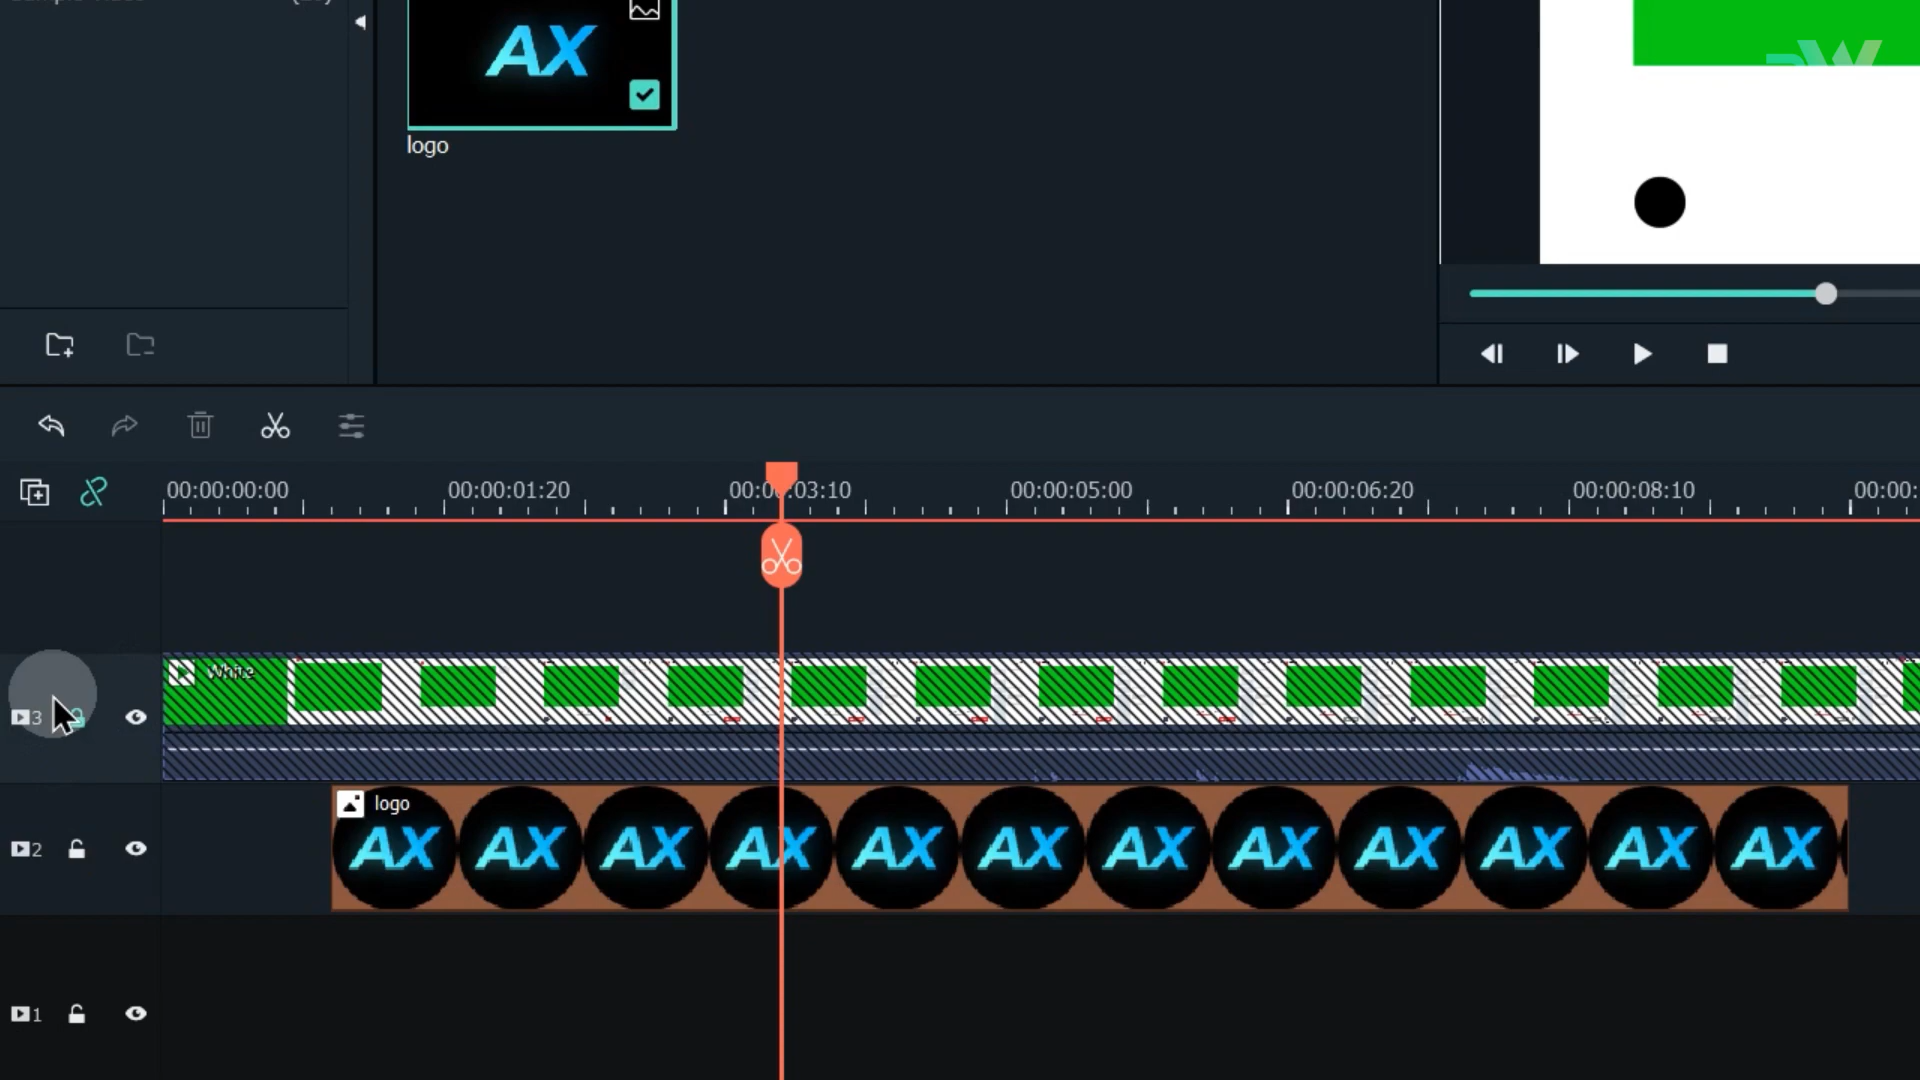 AX
logo
00:00:00:00
00:00:01:20
00:00:03:10
00:00:05:00
00:00:06:20
00:00:08:10
00:00:
White
3
logo
AX AX AX AX AX AX AX AX AX AX AX AX
2
1